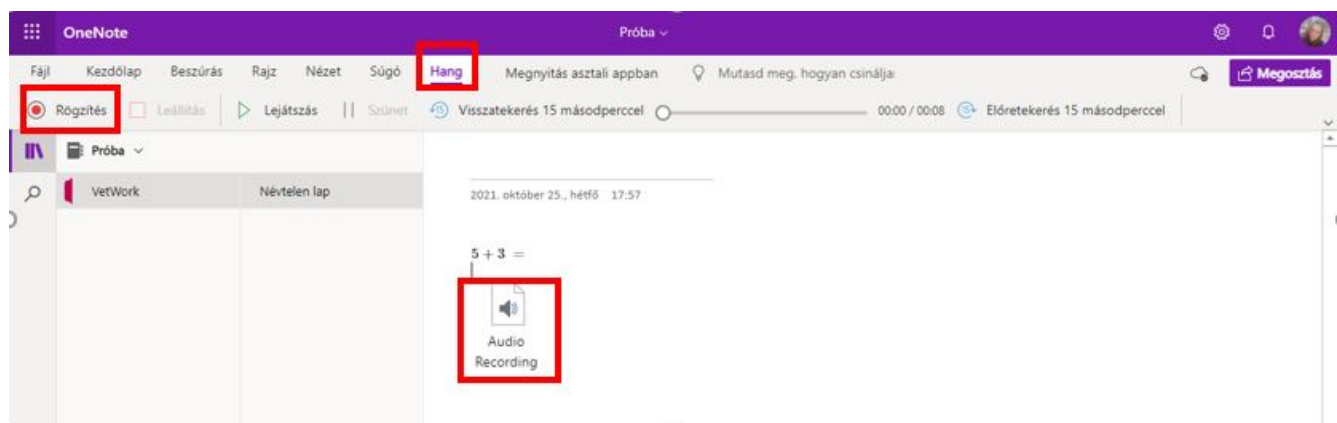 OneNote Próba
Fájl Kezdőlap Beszúrás Rajz Nézet Súgó Hang Megnyitás asztali appban Mutasd meg, hogyan csinálja Megosztás
Rögzítés Leállítás Lejátszás Szünet Visszatekerés 15 másodperccel 00:00 / 00:08 Előretekerés 15 másodperccel
Próba
VetWork Névtelen lap
2021. október 25., hétfő 17:57
5 + 3 =
Audio
Recording